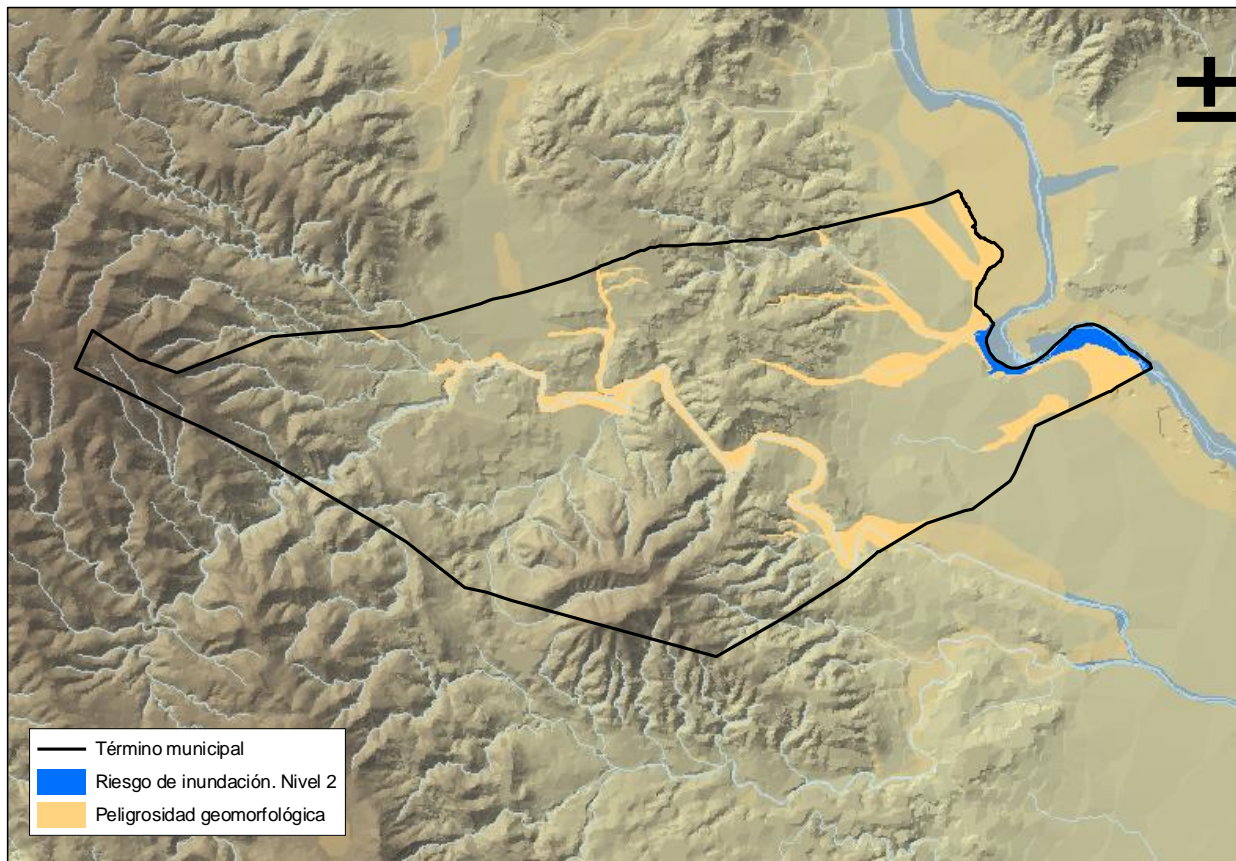 Término municipal
Riesgo de inundación. Nivel 2
Peligrosidad geomorfológica